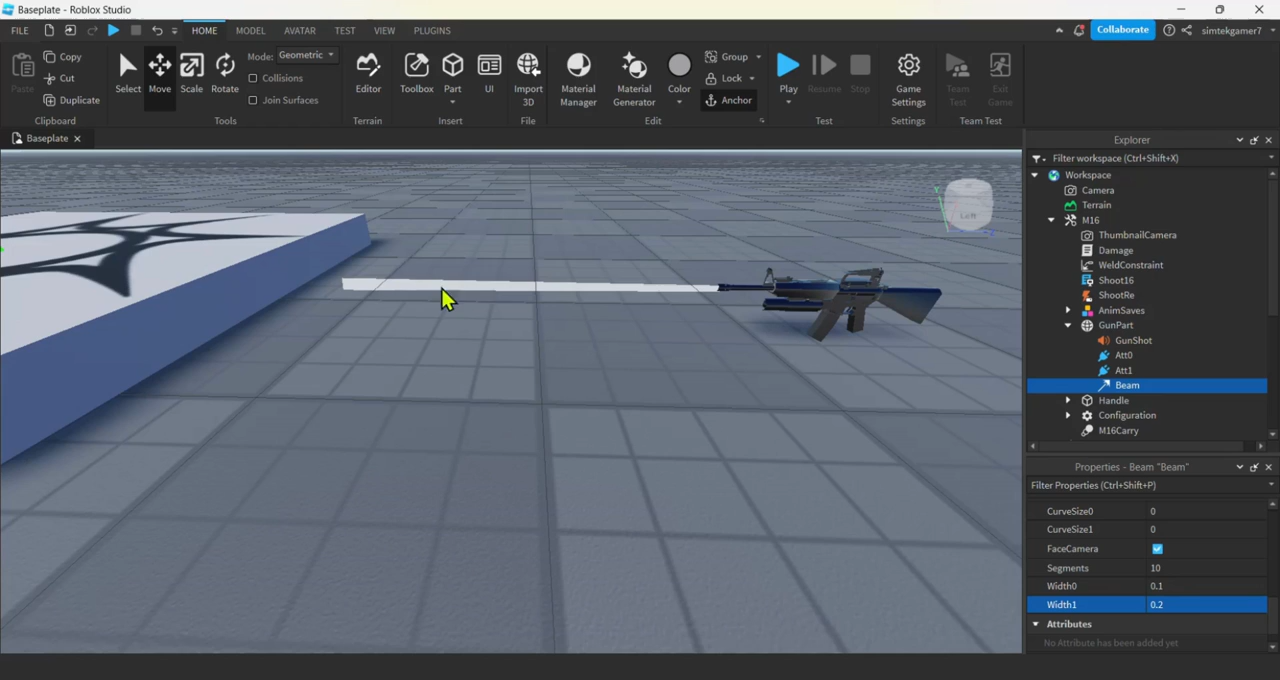 Baseplate - Roblox Studio
FILE HOME MODEL AVATAR TEST VIEW PLUGINS Collaborate simtekgamer7
Paste Copy Cut Duplicate Select Move Scale Rotate Mode: Geometric Collisions Join Surfaces Editor Toolbox Part UI Import 3D Material Manager Material Generator Color Group Lock Anchor Play Resume Stop Game Settings Team Test Exit Game
Clipboard Tools Terrain Insert File Edit Test Settings Team Test
Baseplate
Explorer
Filter workspace (Ctrl+Shift+X)
Workspace
Camera
Terrain
M16
ThumbnailCamera
Damage
WeldConstraint
Shoot16
ShootRe
AnimSaves
GunPart
GunShot
Att0
Att1
Beam
Handle
Configuration
M16Carry
Y Left Z
Properties - Beam "Beam"
Filter Properties (Ctrl+Shift+P)
CurveSize0 0
CurveSize1 0
FaceCamera
Segments 10
Width0 0.1
Width1 0.2
Attributes
No Attribute has been added yet